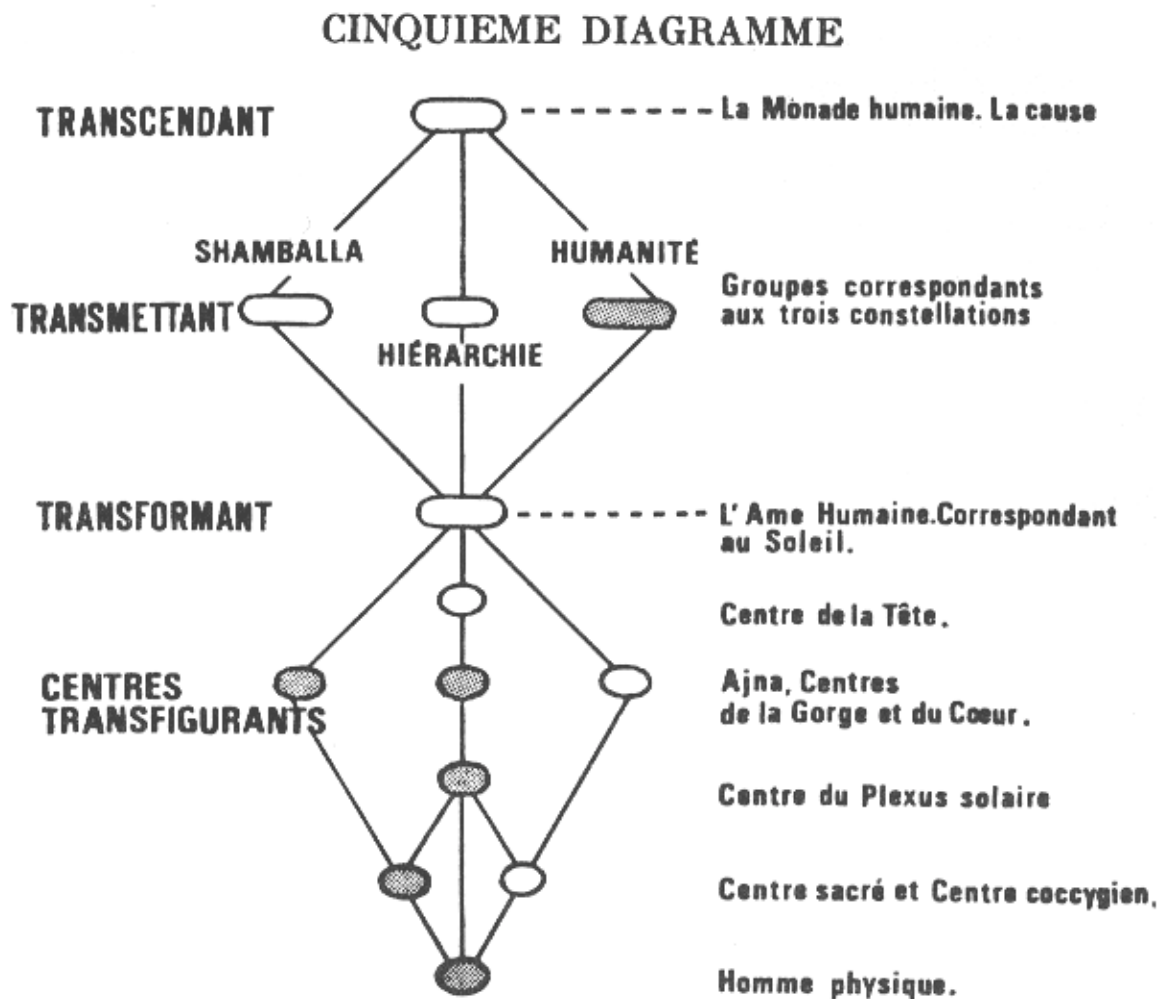 CINQUIEME DIAGRAMME
TRANSCENDANT
La Monade humaine. La cause
SHAMBALLA
HUMANITÉ
TRANSMETTANT
Groupes correspondants
aux trois constellations
HIÉRARCHIE
TRANSFORMANT
L'Ame Humaine.Correspondant
au Soleil.
Centre de la Tête.
CENTRES
TRANSFIGURANTS
Ajna, Centres
de la Gorge et du Cœur.
Centre du Plexus solaire
Centre sacré et Centre coccygien.
Homme physique.